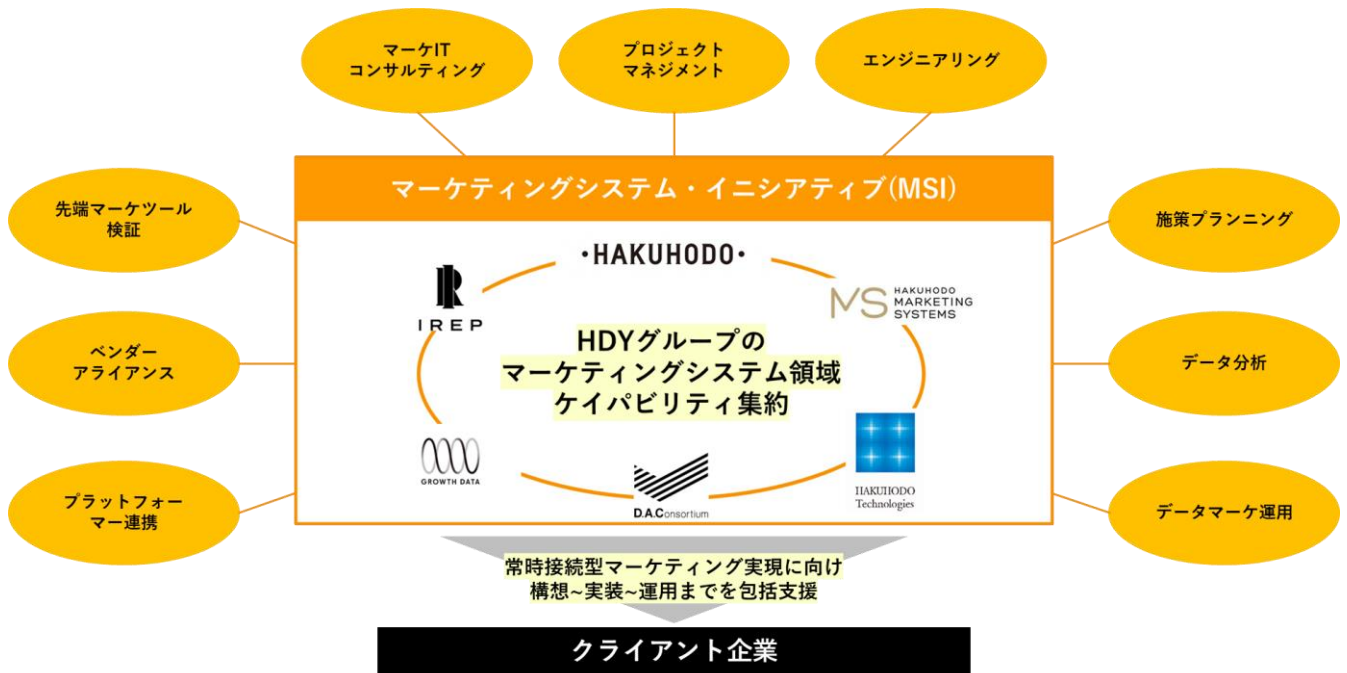 マーケIT
コンサルティング
プロジェクト
マネジメント
エンジニアリング
先端マーケツール
検証
ベンダー
アライアンス
プラットフォー
マー連携
マーケティングシステム・イニシアティブ(MSI)
•HAKUHODO•
IREP
MS
HAKUHODO
MARKETING
SYSTEMS
HDYグループの
マーケティングシステム領域
ケイパビリティ集約
GROWTH DATA
D.A.Consortium
HAKUHODO
Technologies
施策プランニング
データ分析
データマーケ運用
常時接続型マーケティング実現に向け
構想~実装~運用までを包括支援
クライアント企業